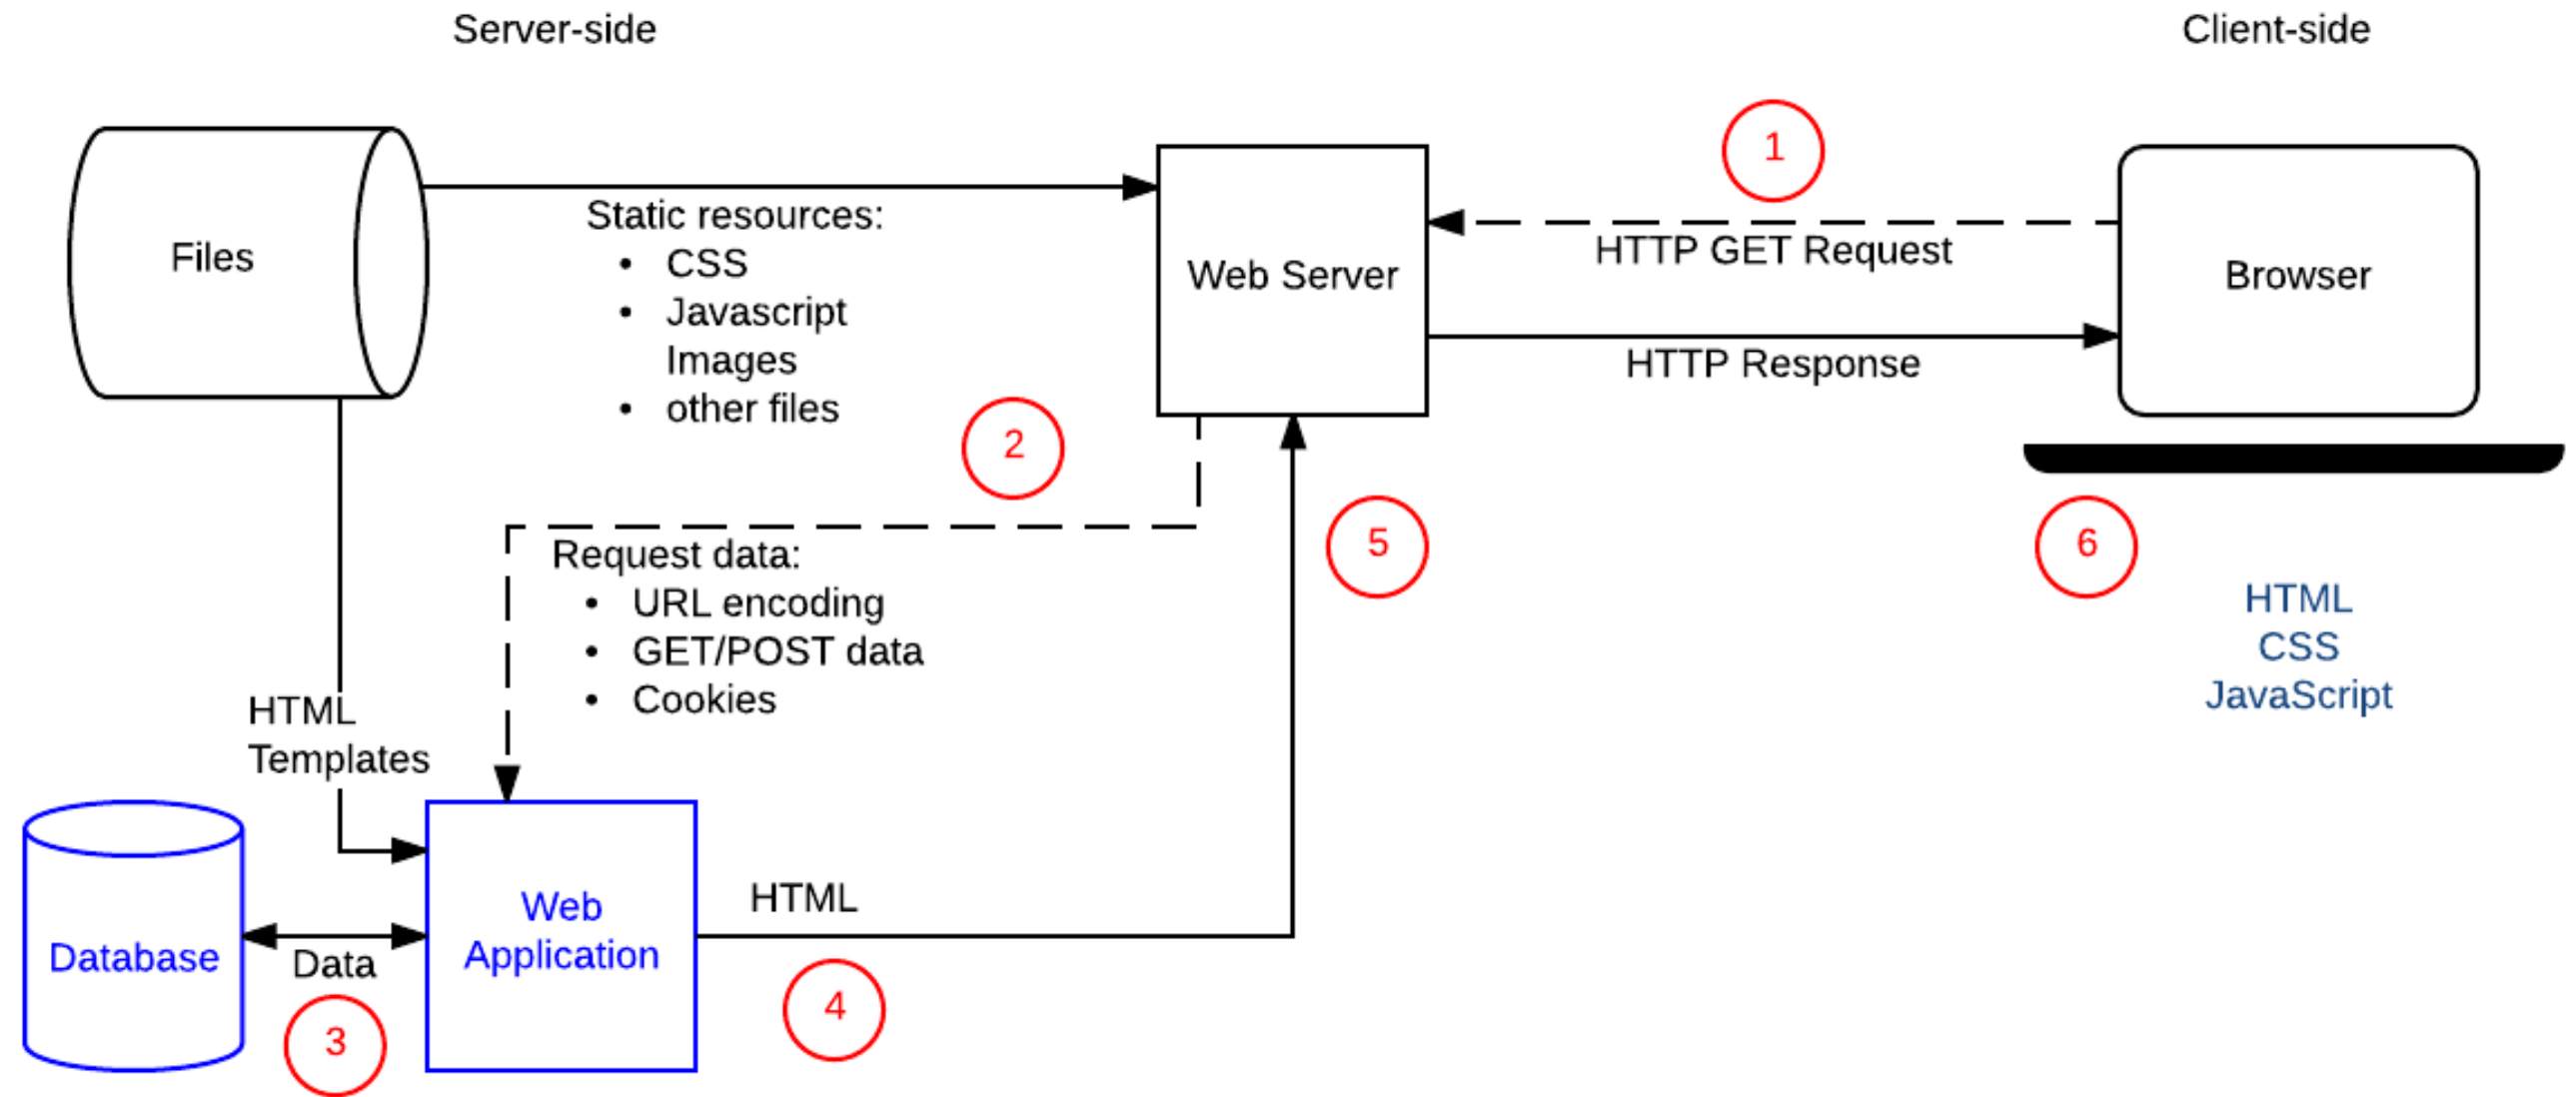 Server-side
Client-side
Files
Static resources:
• CSS
• Javascript
Images
• other files
Web Server
1
HTTP GET Request
HTTP Response
Browser
2
Request data:
• URL encoding
• GET/POST data
• Cookies
5
6
HTML
CSS
JavaScript
HTML
Templates
Database
Data
3
Web
Application
HTML
4